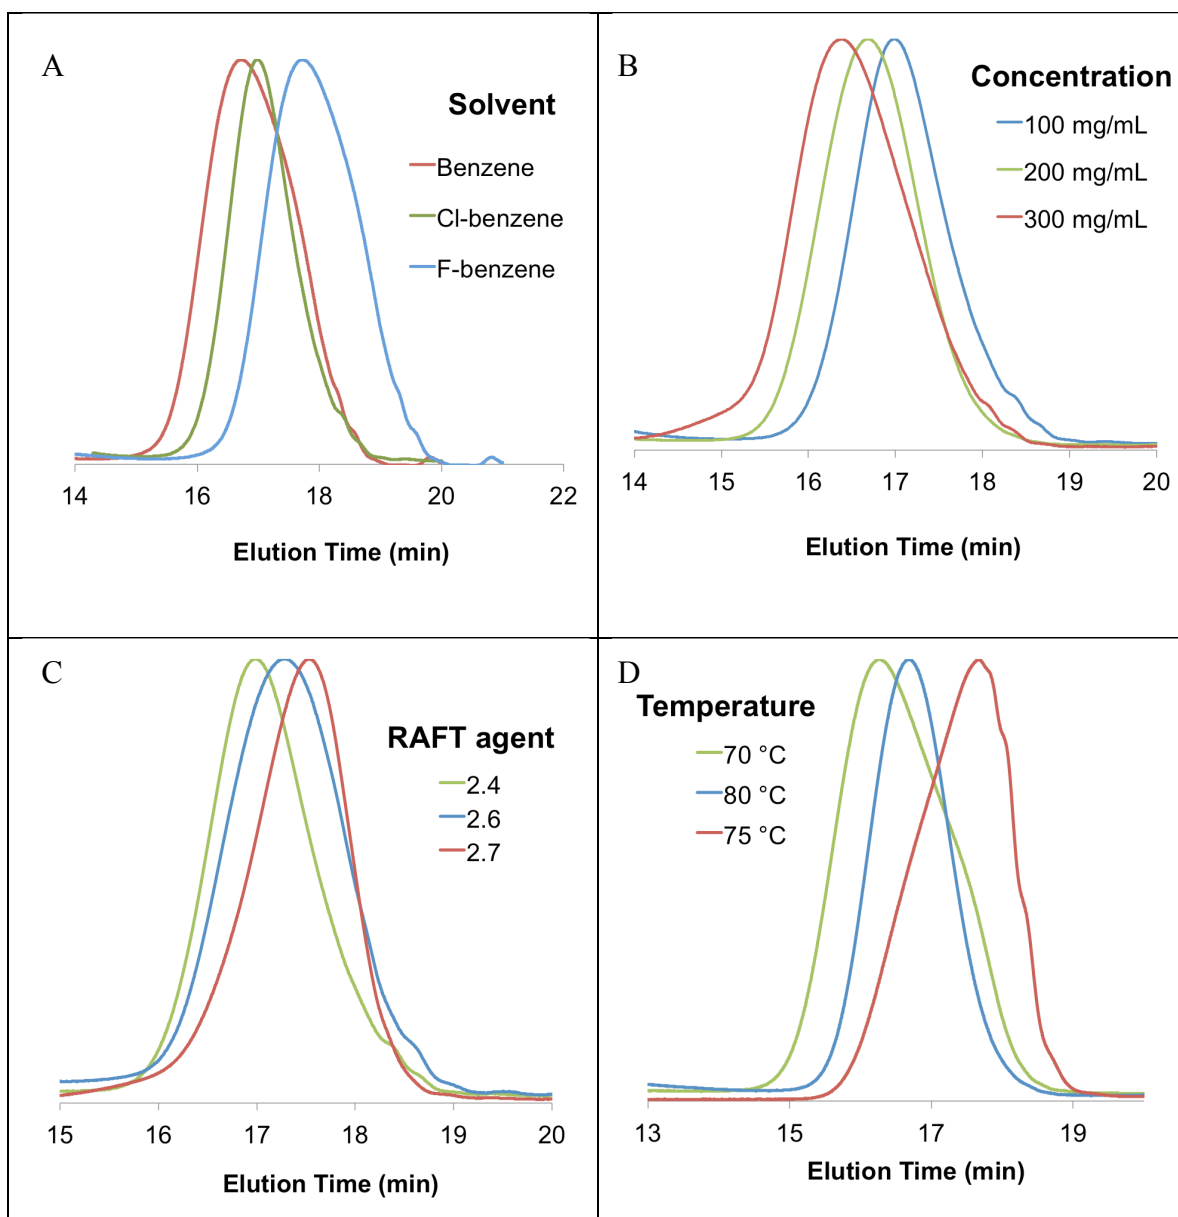 A
Solvent
Benzene
Cl-benzene
F-benzene
14 16 18 20 22
Elution Time (min)
B
Concentration
100 mg/mL
200 mg/mL
300 mg/mL
14 15 16 17 18 19 20
Elution Time (min)
C
RAFT agent
2.4
2.6
2.7
15 16 17 18 19 20
Elution Time (min)
D
Temperature
70 °C
80 °C
75 °C
13 15 17 19
Elution Time (min)